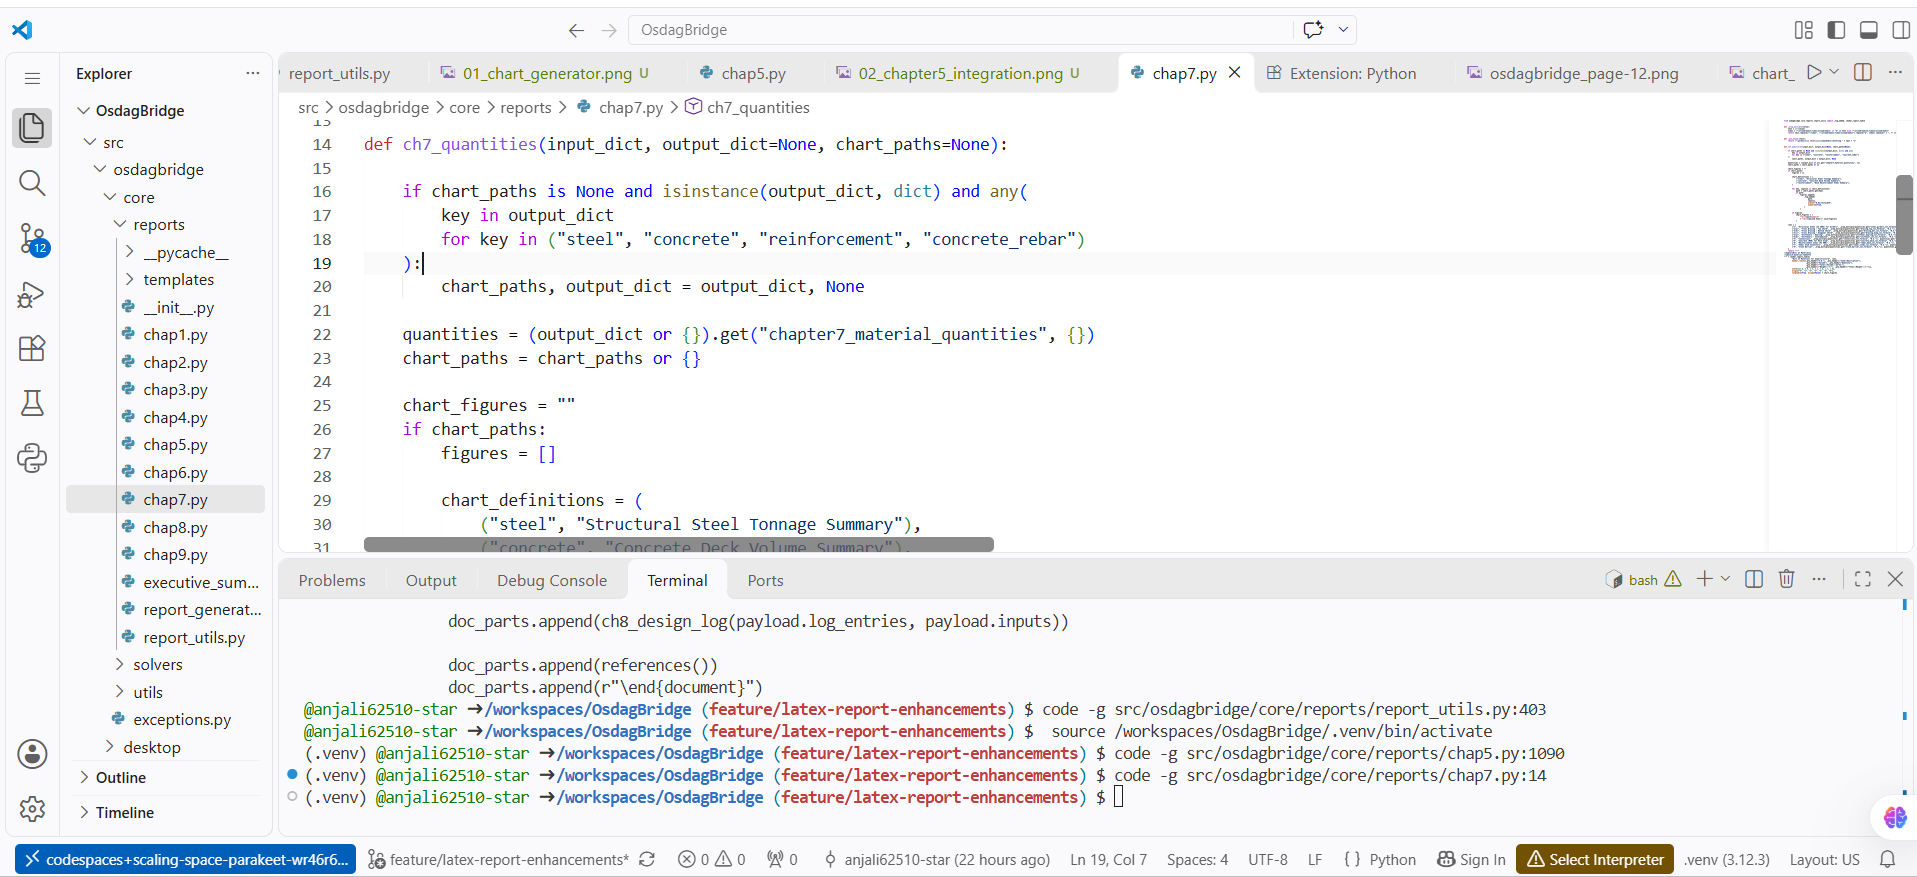 OsdagBridge
Explorer
report_utils.py
01_chart_generator.png U
chap5.py
02_chapter5_integration.png U
chap7.py
Extension: Python
osdagbridge_page-12.png
chart_
src > osdagbridge > core > reports > chap7.py > ch7_quantities
OsdagBridge
src
osdagbridge
core
reports
__pycache__
templates
__init__.py
chap1.py
chap2.py
chap3.py
chap4.py
chap5.py
chap6.py
chap7.py
chap8.py
chap9.py
executive_sum...
report_generat...
report_utils.py
solvers
utils
exceptions.py
desktop
Outline
Timeline
12
13
14 def ch7_quantities(input_dict, output_dict=None, chart_paths=None):
15
16 if chart_paths is None and isinstance(output_dict, dict) and any(
17 key in output_dict
18 for key in ("steel", "concrete", "reinforcement", "concrete_rebar")
19 ):
20 chart_paths, output_dict = output_dict, None
21
22 quantities = (output_dict or {}).get("chapter7_material_quantities", {})
23 chart_paths = chart_paths or {}
24
25 chart_figures = ""
26 if chart_paths:
27 figures = []
28
29 chart_definitions = (
30 ("steel", "Structural Steel Tonnage Summary"),
31 ("concrete", "Concrete Deck Volume Summary"),
Problems
Output
Debug Console
Terminal
Ports
bash
doc_parts.append(ch8_design_log(payload.log_entries, payload.inputs))
doc_parts.append(references())
doc_parts.append(r"\end{document}")
@anjali62510-star ➜/workspaces/OsdagBridge (feature/latex-report-enhancements) $ code -g src/osdagbridge/core/reports/report_utils.py:403
@anjali62510-star ➜/workspaces/OsdagBridge (feature/latex-report-enhancements) $  source /workspaces/OsdagBridge/.venv/bin/activate
(.venv) @anjali62510-star ➜/workspaces/OsdagBridge (feature/latex-report-enhancements) $ code -g src/osdagbridge/core/reports/chap5.py:1090
(.venv) @anjali62510-star ➜/workspaces/OsdagBridge (feature/latex-report-enhancements) $ code -g src/osdagbridge/core/reports/chap7.py:14
(.venv) @anjali62510-star ➜/workspaces/OsdagBridge (feature/latex-report-enhancements) $
codespaces+scaling-space-parakeet-wr46r6...
feature/latex-report-enhancements*
0 0
0
anjali62510-star (22 hours ago)
Ln 19, Col 7
Spaces: 4
UTF-8
LF
{ } Python
Sign In
Select Interpreter
.venv (3.12.3)
Layout: US